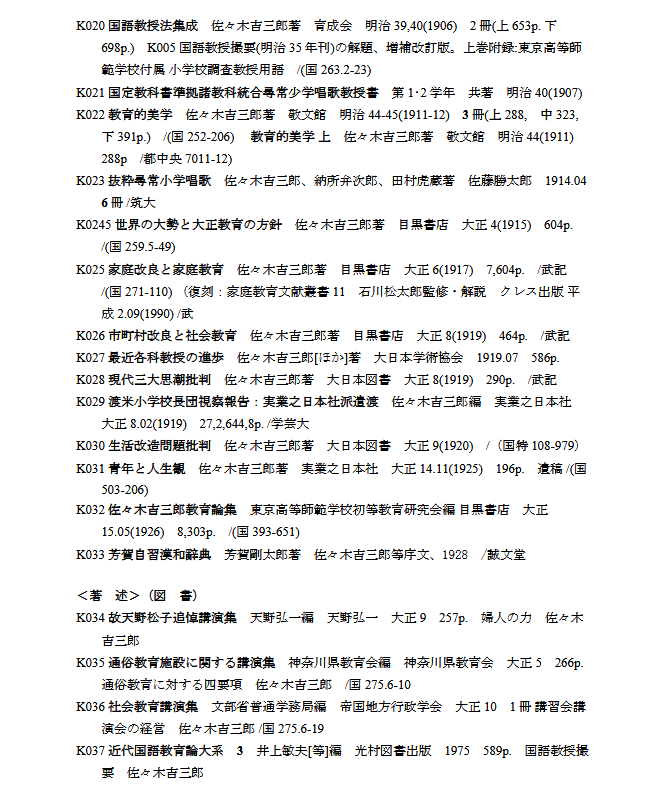 K020 国語教授法集成　佐々木吉三郎著　育成会　明治 39,40(1906)　2 冊(上 653p. 下
698p.)　K005 国語教授撮要(明治 35 年刊)の解題、増補改訂版。上巻附録:東京高等師
範学校付属 小学校調査教授用語　/(国 263.2-23)
K021 国定教科書準拠諸教科統合尋常少学唱歌教授書　第 1･2 学年　共著　明治 40(1907)
K022 教育的美学　佐々木吉三郎著　敬文館　明治 44-45(1911-12)　3 冊(上 288,　中 323,
下 391p.)　/(国 252-206)　教育的美学 上　佐々木吉三郎著　敬文館　明治 44(1911)
288p　/都中央 7011-12)
K023 抜粋尋常小学唱歌　佐々木吉三郎、納所弁次郎、田村虎蔵著　佐藤勝太郎　1914.04
6 冊 /筑大
K0245 世界の大勢と大正教育の方針　佐々木吉三郎著　目黒書店　大正 4(1915)　604p.
/(国 259.5-49)
K025 家庭改良と家庭教育　佐々木吉三郎著　目黒書店　大正 6(1917)　7,604p.　/武記
/(国 271-110)　(復刻：家庭教育文献叢書 11　石川松太郎監修・解説　クレス出版 平
成 2.09(1990) /武
K026 市町村改良と社会教育　佐々木吉三郎著　目黒書店　大正 8(1919)　464p.　/武記
K027 最近各科教授の進歩　佐々木吉三郎[ほか]著　大日本学術協会　1919.07　586p.
K028 現代三大思潮批判　佐々木吉三郎著　大日本図書　大正 8(1919)　290p.　/武記
K029 渡米小学校長団視察報告：実業之日本社派遣渡　佐々木吉三郎編　実業之日本社
大正 8.02(1919)　27,2,644,8p. /学芸大
K030 生活改造問題批判　佐々木吉三郎著　大日本図書　大正 9(1920)　/（国特 108-979）
K031 青年と人生観　佐々木吉三郎著　実業之日本社　大正 14.11(1925)　196p.　遺稿 /(国
503-206)
K032 佐々木吉三郎教育論集　東京高等師範学校初等教育研究会編 目黒書店　大正
15.05(1926)　8,303p.　/(国 393-651)
K033 芳賀自習漢和辞典　芳賀剛太郎著　佐々木吉三郎等序文、1928　/誠文堂
＜著　述＞（図　書）
K034 故天野松子追悼講演集　天野弘一編　天野弘一　大正 9　257p.　婦人の力　佐々木
吉三郎
K035 通俗教育施設に関する講演集　神奈川県教育会編　神奈川県教育会　大正 5　266p.
通俗教育に対する四要項　佐々木吉三郎　/国 275.6-10
K036 社会教育講演集　文部省普通学務局編　帝国地方行政学会　大正 10　1 冊 講習会講
演会の経営　佐々木吉三郎 /国 275.6-19
K037 近代国語教育論大系　3　井上敏夫[等]編　光村図書出版　1975　589p.　国語教授撮
要　佐々木吉三郎